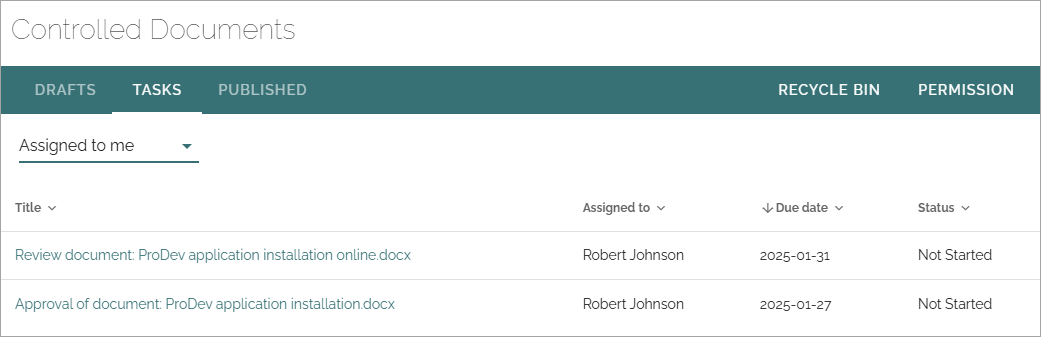 Controlled Documents
DRAFTS TASKS PUBLISHED RECYCLE BIN PERMISSION
Assigned to me
Title Assigned to Due date Status
Review document: ProDev application installation online.docx Robert Johnson 2025-01-31 Not Started
Approval of document: ProDev application installation.docx Robert Johnson 2025-01-27 Not Started